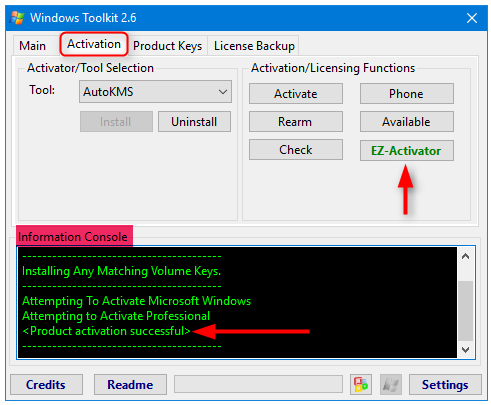 Windows Toolkit 2.6
Main Activation Product Keys License Backup
Activator/Tool Selection
Tool: AutoKMS
Install Uninstall
Activation/Licensing Functions
Activate Phone
Rearm Available
Check EZ-Activator
Information Console
----------------------------------------
Installing Any Matching Volume Keys.
----------------------------------------
Attempting To Activate Microsoft Windows
Attempting to Activate Professional
<Product activation successful>
----------------------------------------
Credits Readme Settings